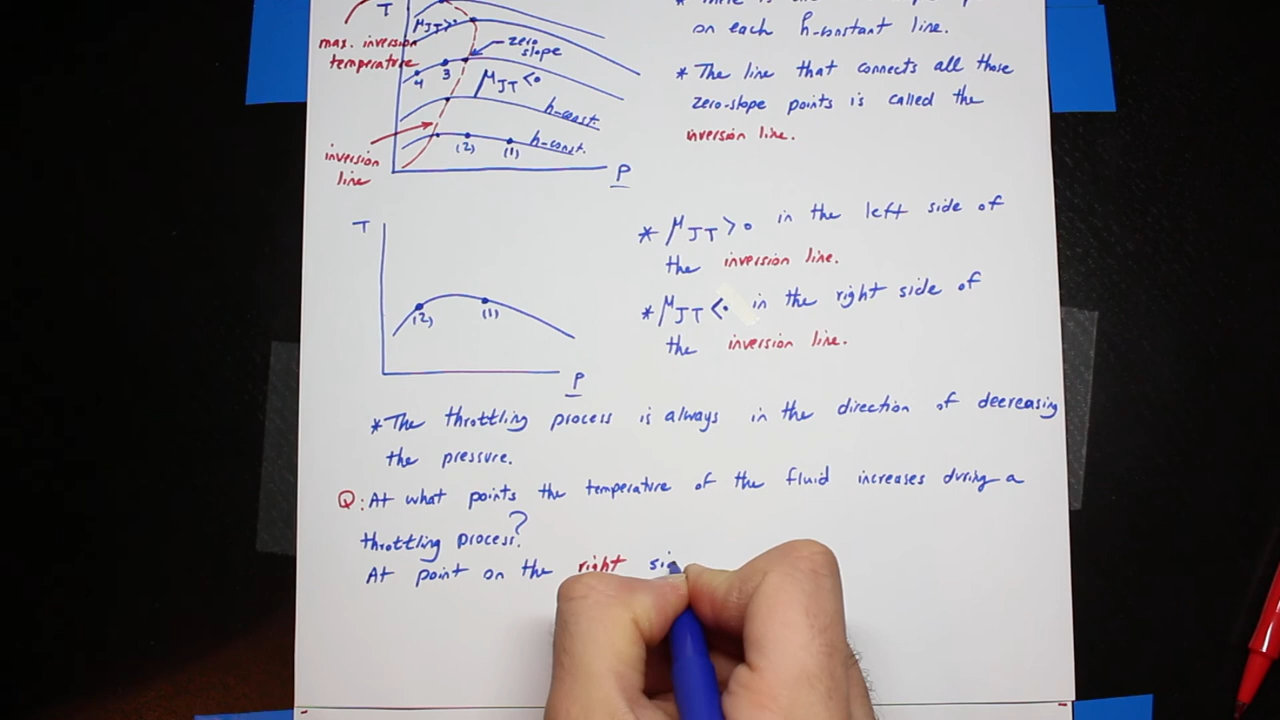 T
μJT>0
max. inversion
temperature
zero
slope
4
3
μJT<0
h-const.
h-const.
(2)
(1)
inversion
line
P
on each h-constant line.
* The line that connects all those
zero-slope points is called the
inversion line.
T
(2)
(1)
P
* μJT>0 in the left side of
the inversion line.
* μJT<0 in the right side of
the inversion line.
* The throttling process is always in the direction of decreasing
the pressure.
Q: At what points the temperature of the fluid increases during a
throttling process?
At point on the right si